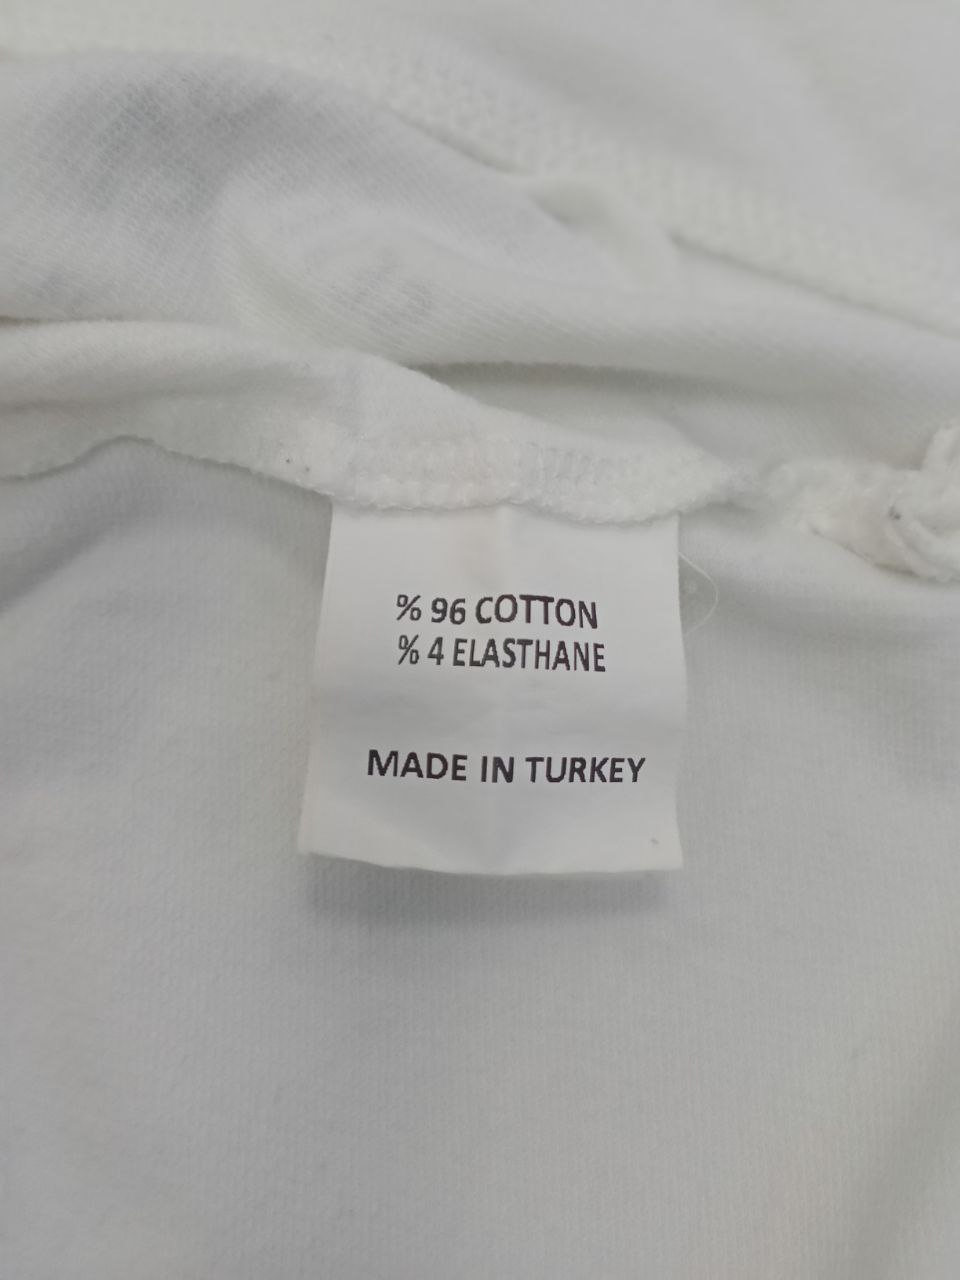 % 96 COTTON
% 4 ELASTHANE
MADE IN TURKEY